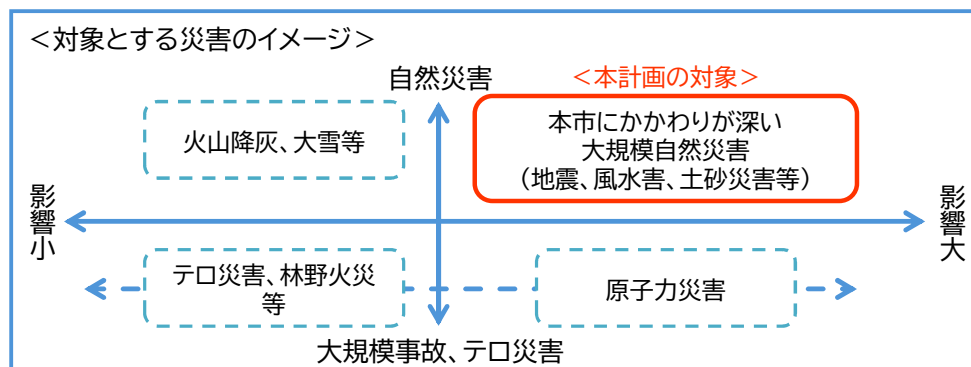 ＜対象とする災害のイメージ＞
自然災害
＜本計画の対象＞
火山降灰、大雪等
本市にかかわりが深い
大規模自然災害
（地震、風水害、土砂災害等）
影響小
影響大
テロ災害、林野火災
等
原子力災害
大規模事故、テロ災害